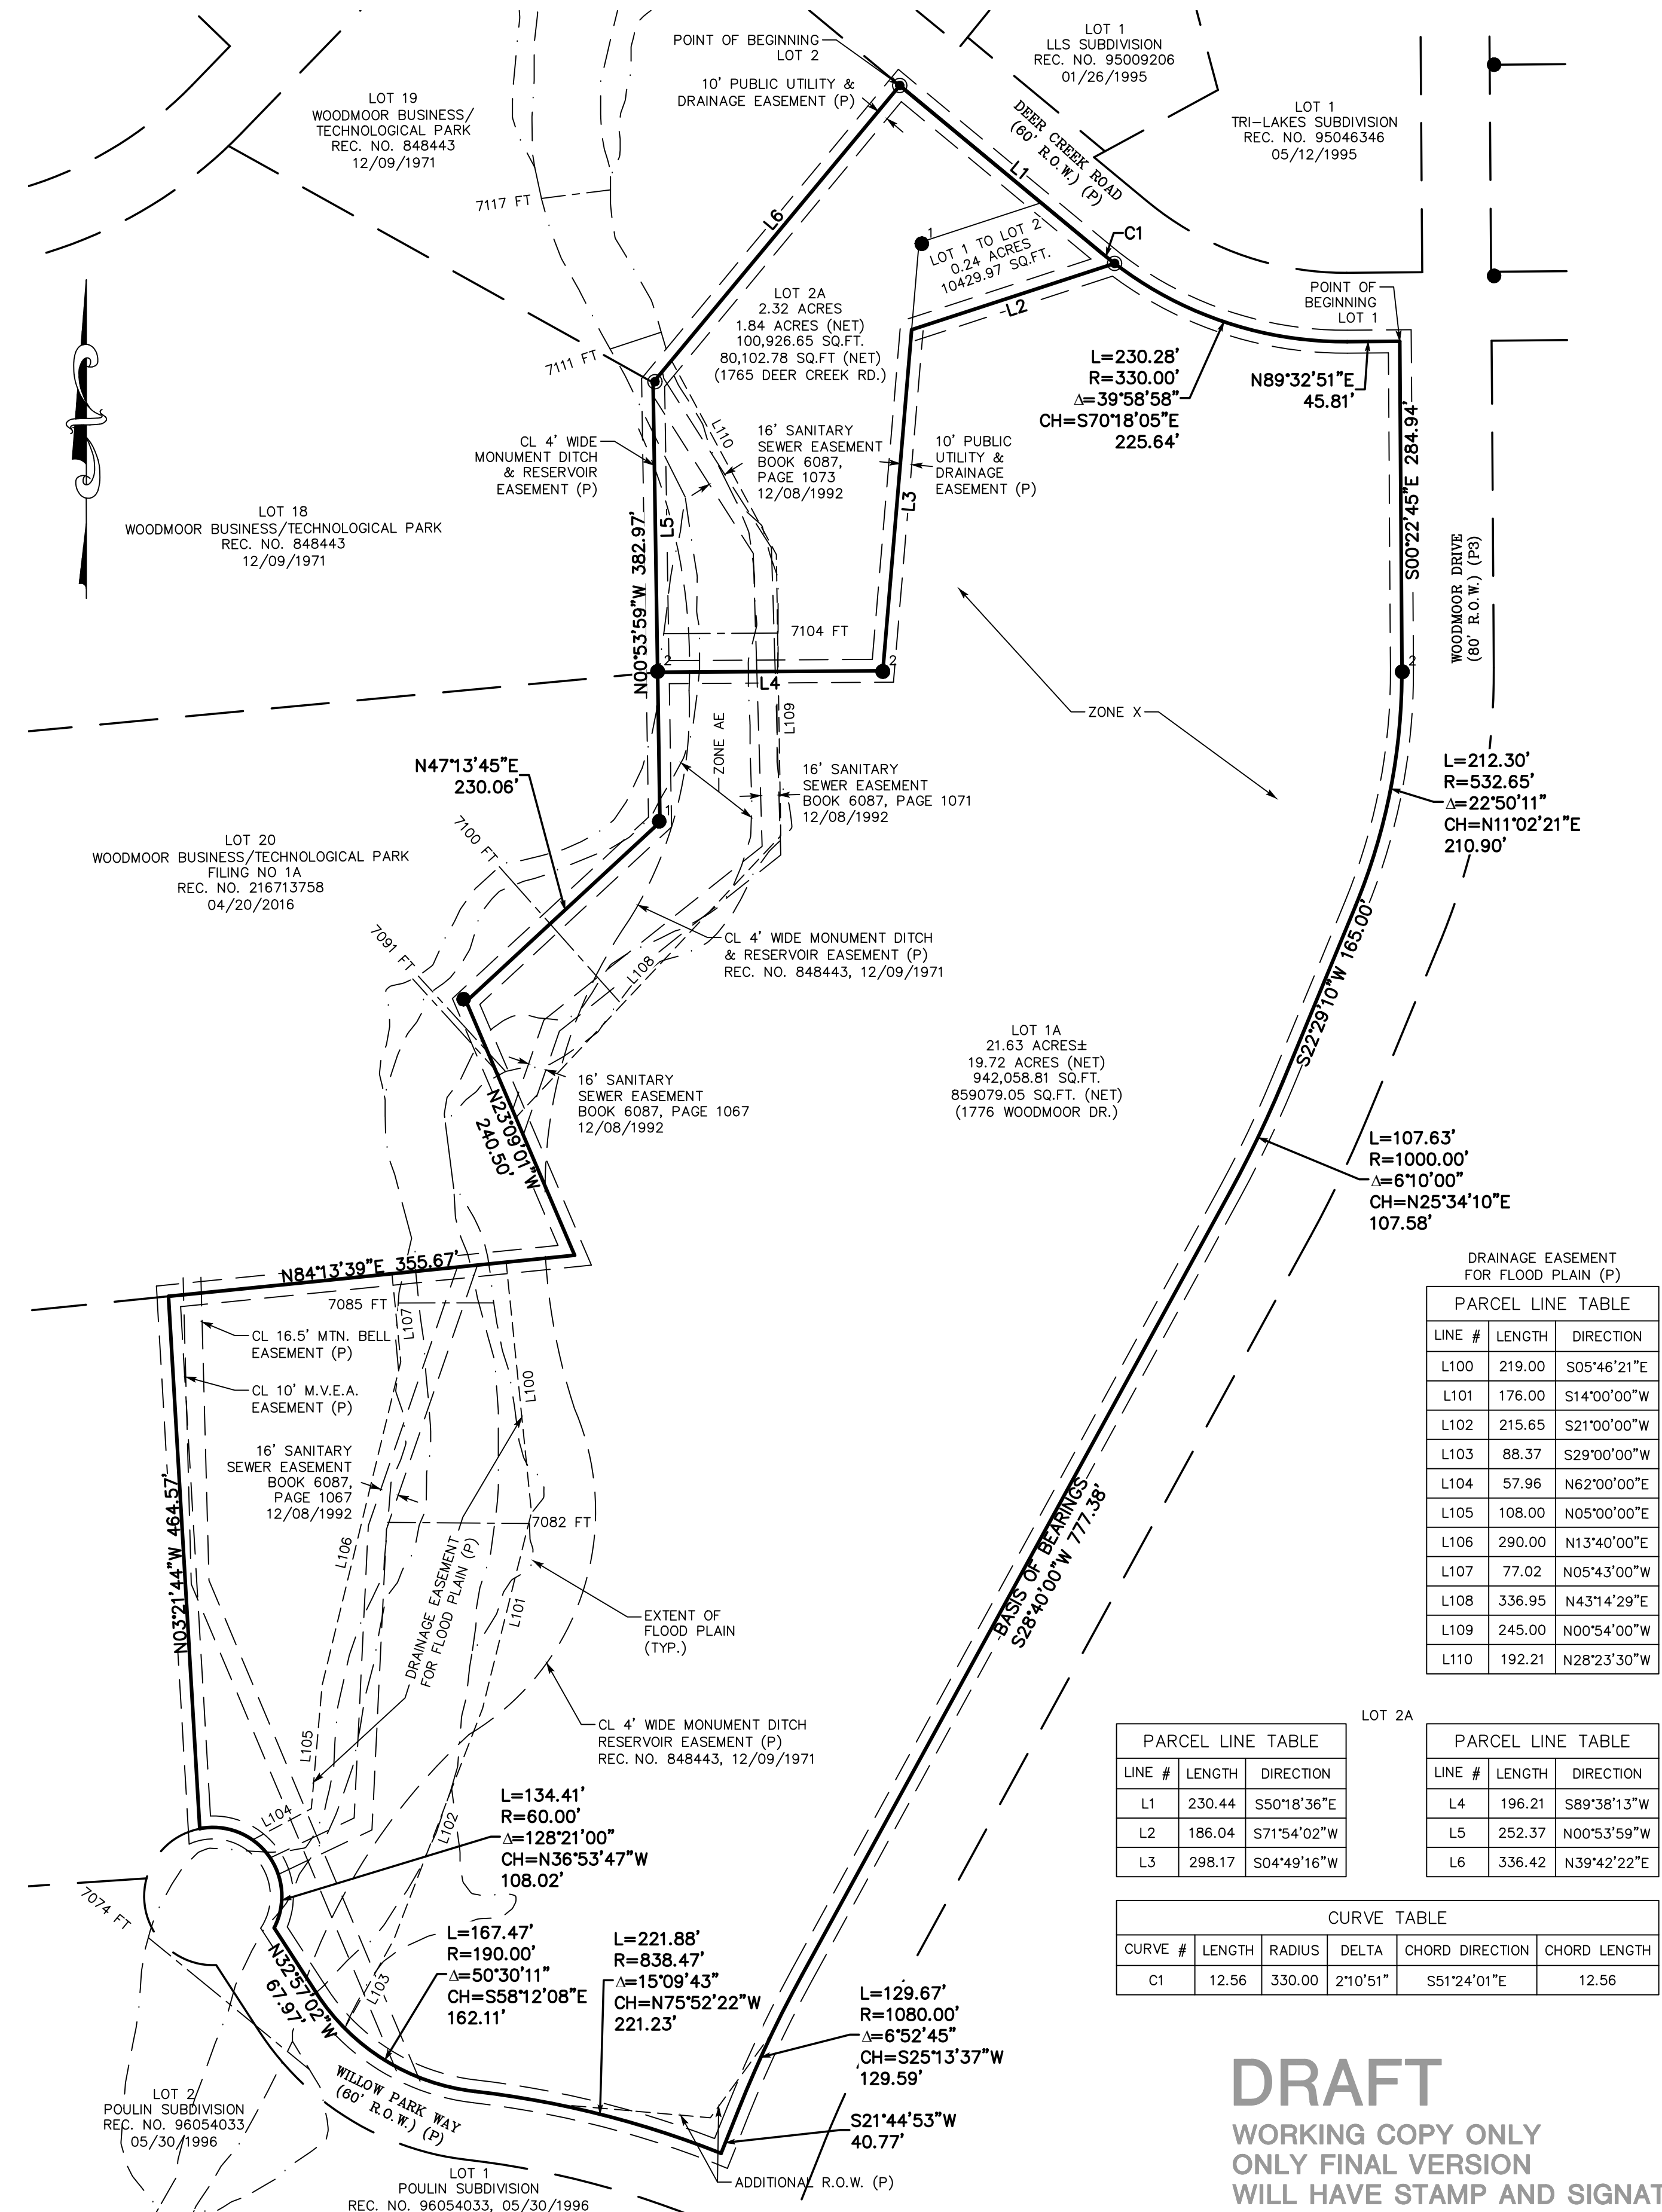 POINT OF BEGINNING
LOT 2
10' PUBLIC UTILITY &
DRAINAGE EASEMENT (P)
LOT 1
LLS SUBDIVISION
REC. NO. 95009206
01/26/1995
LOT 1
TRI-LAKES SUBDIVISION
REC. NO. 95046346
05/12/1995
LOT 19
WOODMOOR BUSINESS/
TECHNOLOGICAL PARK
REC. NO. 848443
12/09/1971
DEER CREEK ROAD
(60' R.O.W.) (P)
7117 FT
L6
L1
C1
1
LOT 1 TO LOT 2
0.24 ACRES
10429.97 SQ.FT.
L2
LOT 2A
2.32 ACRES
1.84 ACRES (NET)
100,926.65 SQ.FT.
80,102.78 SQ.FT (NET)
(1765 DEER CREEK RD.)
POINT OF
BEGINNING
LOT 1
7111 FT
L=230.28'
R=330.00'
Δ=39°58'58"
CH=S70°18'05"E
225.64'
N89°32'51"E
45.81'
S00°22'45"E 284.94'
L110
CL 4' WIDE
MONUMENT DITCH
& RESERVOIR
EASEMENT (P)
16' SANITARY
SEWER EASEMENT
BOOK 6087,
PAGE 1073
12/08/1992
10' PUBLIC
UTILITY &
DRAINAGE
EASEMENT (P)
L3
L5
N00°53'59"W 382.97'
LOT 18
WOODMOOR BUSINESS/TECHNOLOGICAL PARK
REC. NO. 848443
12/09/1971
WOODMOOR DRIVE
(80' R.O.W.) (P3)
7104 FT
2
2
2
L4
ZONE X
ZONE AE
L109
N47°13'45"E
230.06'
16' SANITARY
SEWER EASEMENT
BOOK 6087, PAGE 1071
12/08/1992
L=212.30'
R=532.65'
Δ=22°50'11"
CH=N11°02'21"E
210.90'
1
7100 FT
LOT 20
WOODMOOR BUSINESS/TECHNOLOGICAL PARK
FILING NO 1A
REC. NO. 216713758
04/20/2016
7091 FT
CL 4' WIDE MONUMENT DITCH
& RESERVOIR EASEMENT (P)
REC. NO. 848443, 12/09/1971
L108
S22°29'10"W 165.00'
LOT 1A
21.63 ACRES±
19.72 ACRES (NET)
942,058.81 SQ.FT.
859079.05 SQ.FT. (NET)
(1776 WOODMOOR DR.)
16' SANITARY
SEWER EASEMENT
BOOK 6087, PAGE 1067
12/08/1992
N23°09'01"W
240.50'
L=107.63'
R=1000.00'
Δ=6°10'00"
CH=N25°34'10"E
107.58'
N84°13'39"E 355.67'
7085 FT
L107
CL 16.5' MTN. BELL
EASEMENT (P)
CL 10' M.V.E.A.
EASEMENT (P)
L100
16' SANITARY
SEWER EASEMENT
BOOK 6087,
PAGE 1067
12/08/1992
7082 FT
L106
DRAINAGE EASEMENT
FOR FLOOD PLAIN (P)
L101
N03°21'44"W 464.57'
EXTENT OF
FLOOD PLAIN
(TYP.)
BASIS OF BEARINGS
S28°40'00"W 777.38'
CL 4' WIDE MONUMENT DITCH
RESERVOIR EASEMENT (P)
REC. NO. 848443, 12/09/1971
L105
L104
L102
L=134.41'
R=60.00'
Δ=128°21'00"
CH=N36°53'47"W
108.02'
7074 FT
N32°57'02"W
67.97'
L103
L=167.47'
R=190.00'
Δ=50°30'11"
CH=S58°12'08"E
162.11'
L=221.88'
R=838.47'
Δ=15°09'43"
CH=N75°52'22"W
221.23'
L=129.67'
R=1080.00'
Δ=6°52'45"
CH=S25°13'37"W
129.59'
S21°44'53"W
40.77'
WILLOW PARK WAY
(60' R.O.W.) (P)
LOT 2
POULIN SUBDIVISION
REC. NO. 96054033
05/30/1996
LOT 1
POULIN SUBDIVISION
REC. NO. 96054033, 05/30/1996
ADDITIONAL R.O.W. (P)
DRAINAGE EASEMENT
FOR FLOOD PLAIN (P)
PARCEL LINE TABLE
LINE # LENGTH DIRECTION
L100 219.00 S05°46'21"E
L101 176.00 S14°00'00"W
L102 215.65 S21°00'00"W
L103 88.37 S29°00'00"W
L104 57.96 N62°00'00"E
L105 108.00 N05°00'00"E
L106 290.00 N13°40'00"E
L107 77.02 N05°43'00"W
L108 336.95 N43°14'29"E
L109 245.00 N00°54'00"W
L110 192.21 N28°23'30"W
LOT 2A
PARCEL LINE TABLE
LINE # LENGTH DIRECTION
L1 230.44 S50°18'36"E
L2 186.04 S71°54'02"W
L3 298.17 S04°49'16"W
PARCEL LINE TABLE
LINE # LENGTH DIRECTION
L4 196.21 S89°38'13"W
L5 252.37 N00°53'59"W
L6 336.42 N39°42'22"E
CURVE TABLE
CURVE # LENGTH RADIUS DELTA CHORD DIRECTION CHORD LENGTH
C1 12.56 330.00 2°10'51" S51°24'01"E 12.56
DRAFT
WORKING COPY ONLY
ONLY FINAL VERSION
WILL HAVE STAMP AND SIGNAT